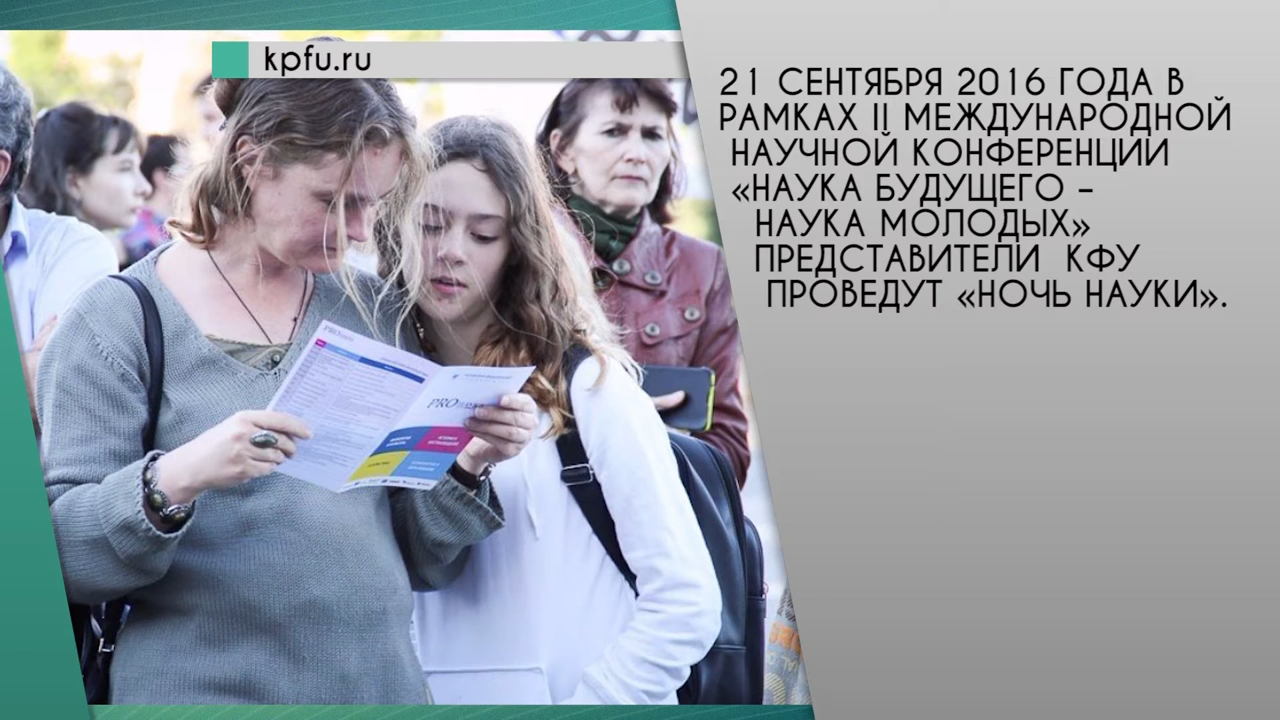 kpfu.ru
21 СЕНТЯБРЯ 2016 ГОДА В
РАМКАХ II МЕЖДУНАРОДНОЙ
НАУЧНОЙ КОНФЕРЕНЦИИ
«НАУКА БУДУЩЕГО –
НАУКА МОЛОДЫХ»
ПРЕДСТАВИТЕЛИ КФУ
ПРОВЕДУТ «НОЧЬ НАУКИ».
PRO